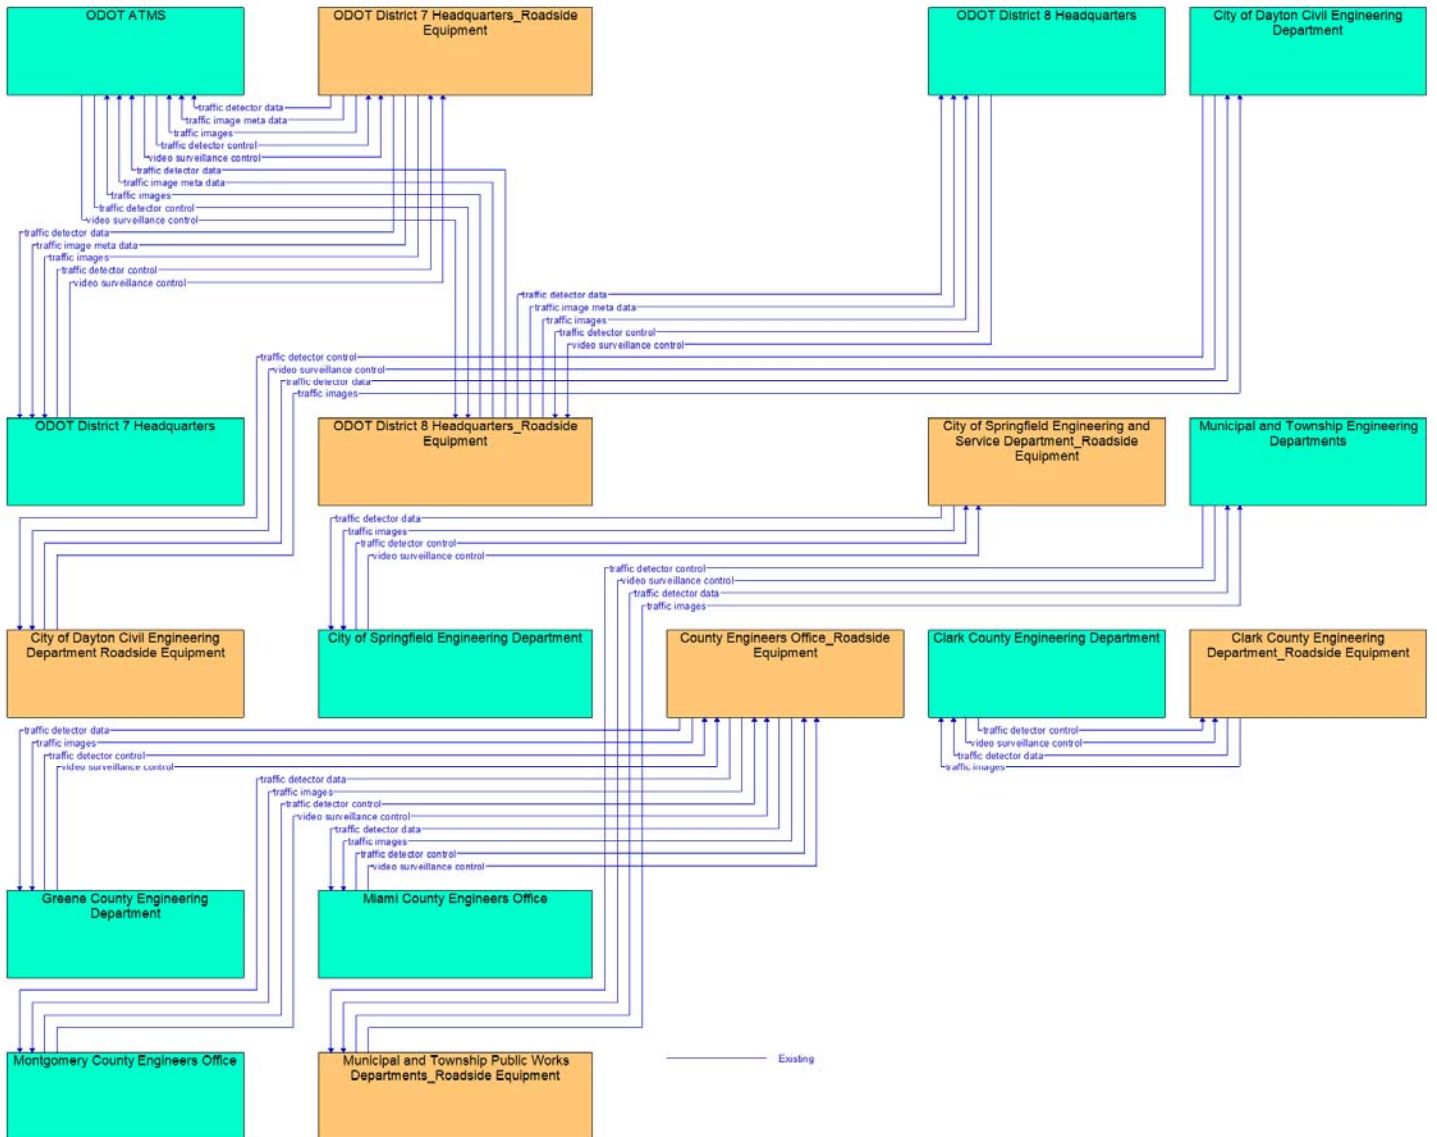 ODOT ATMS
ODOT District 7 Headquarters_Roadside
Equipment
ODOT District 8 Headquarters
City of Dayton Civil Engineering
Department
traffic detector data
traffic image meta data
traffic images
traffic detector control
video surveillance control
traffic detector data
traffic image meta data
traffic images
traffic detector control
video surveillance control
traffic detector data
traffic image meta data
traffic images
traffic detector control
video surveillance control
traffic detector data
traffic image meta data
traffic images
traffic detector control
video surveillance control
traffic detector control
video surveillance control
traffic detector data
traffic images
ODOT District 7 Headquarters
ODOT District 8 Headquarters_Roadside
Equipment
City of Springfield Engineering and
Service Department_Roadside
Equipment
Municipal and Township Engineering
Departments
traffic detector data
traffic images
traffic detector control
video surveillance control
traffic detector control
video surveillance control
traffic detector data
traffic images
City of Dayton Civil Engineering
Department Roadside Equipment
City of Springfield Engineering Department
County Engineers Office_Roadside
Equipment
Clark County Engineering Department
Clark County Engineering
Department_Roadside Equipment
traffic detector data
traffic images
traffic detector control
video surveillance control
traffic detector control
video surveillance control
traffic detector data
traffic images
traffic detector data
traffic images
traffic detector control
video surveillance control
traffic detector data
traffic images
traffic detector control
video surveillance control
Greene County Engineering
Department
Miami County Engineers Office
Montgomery County Engineers Office
Municipal and Township Public Works
Departments_Roadside Equipment
Existing